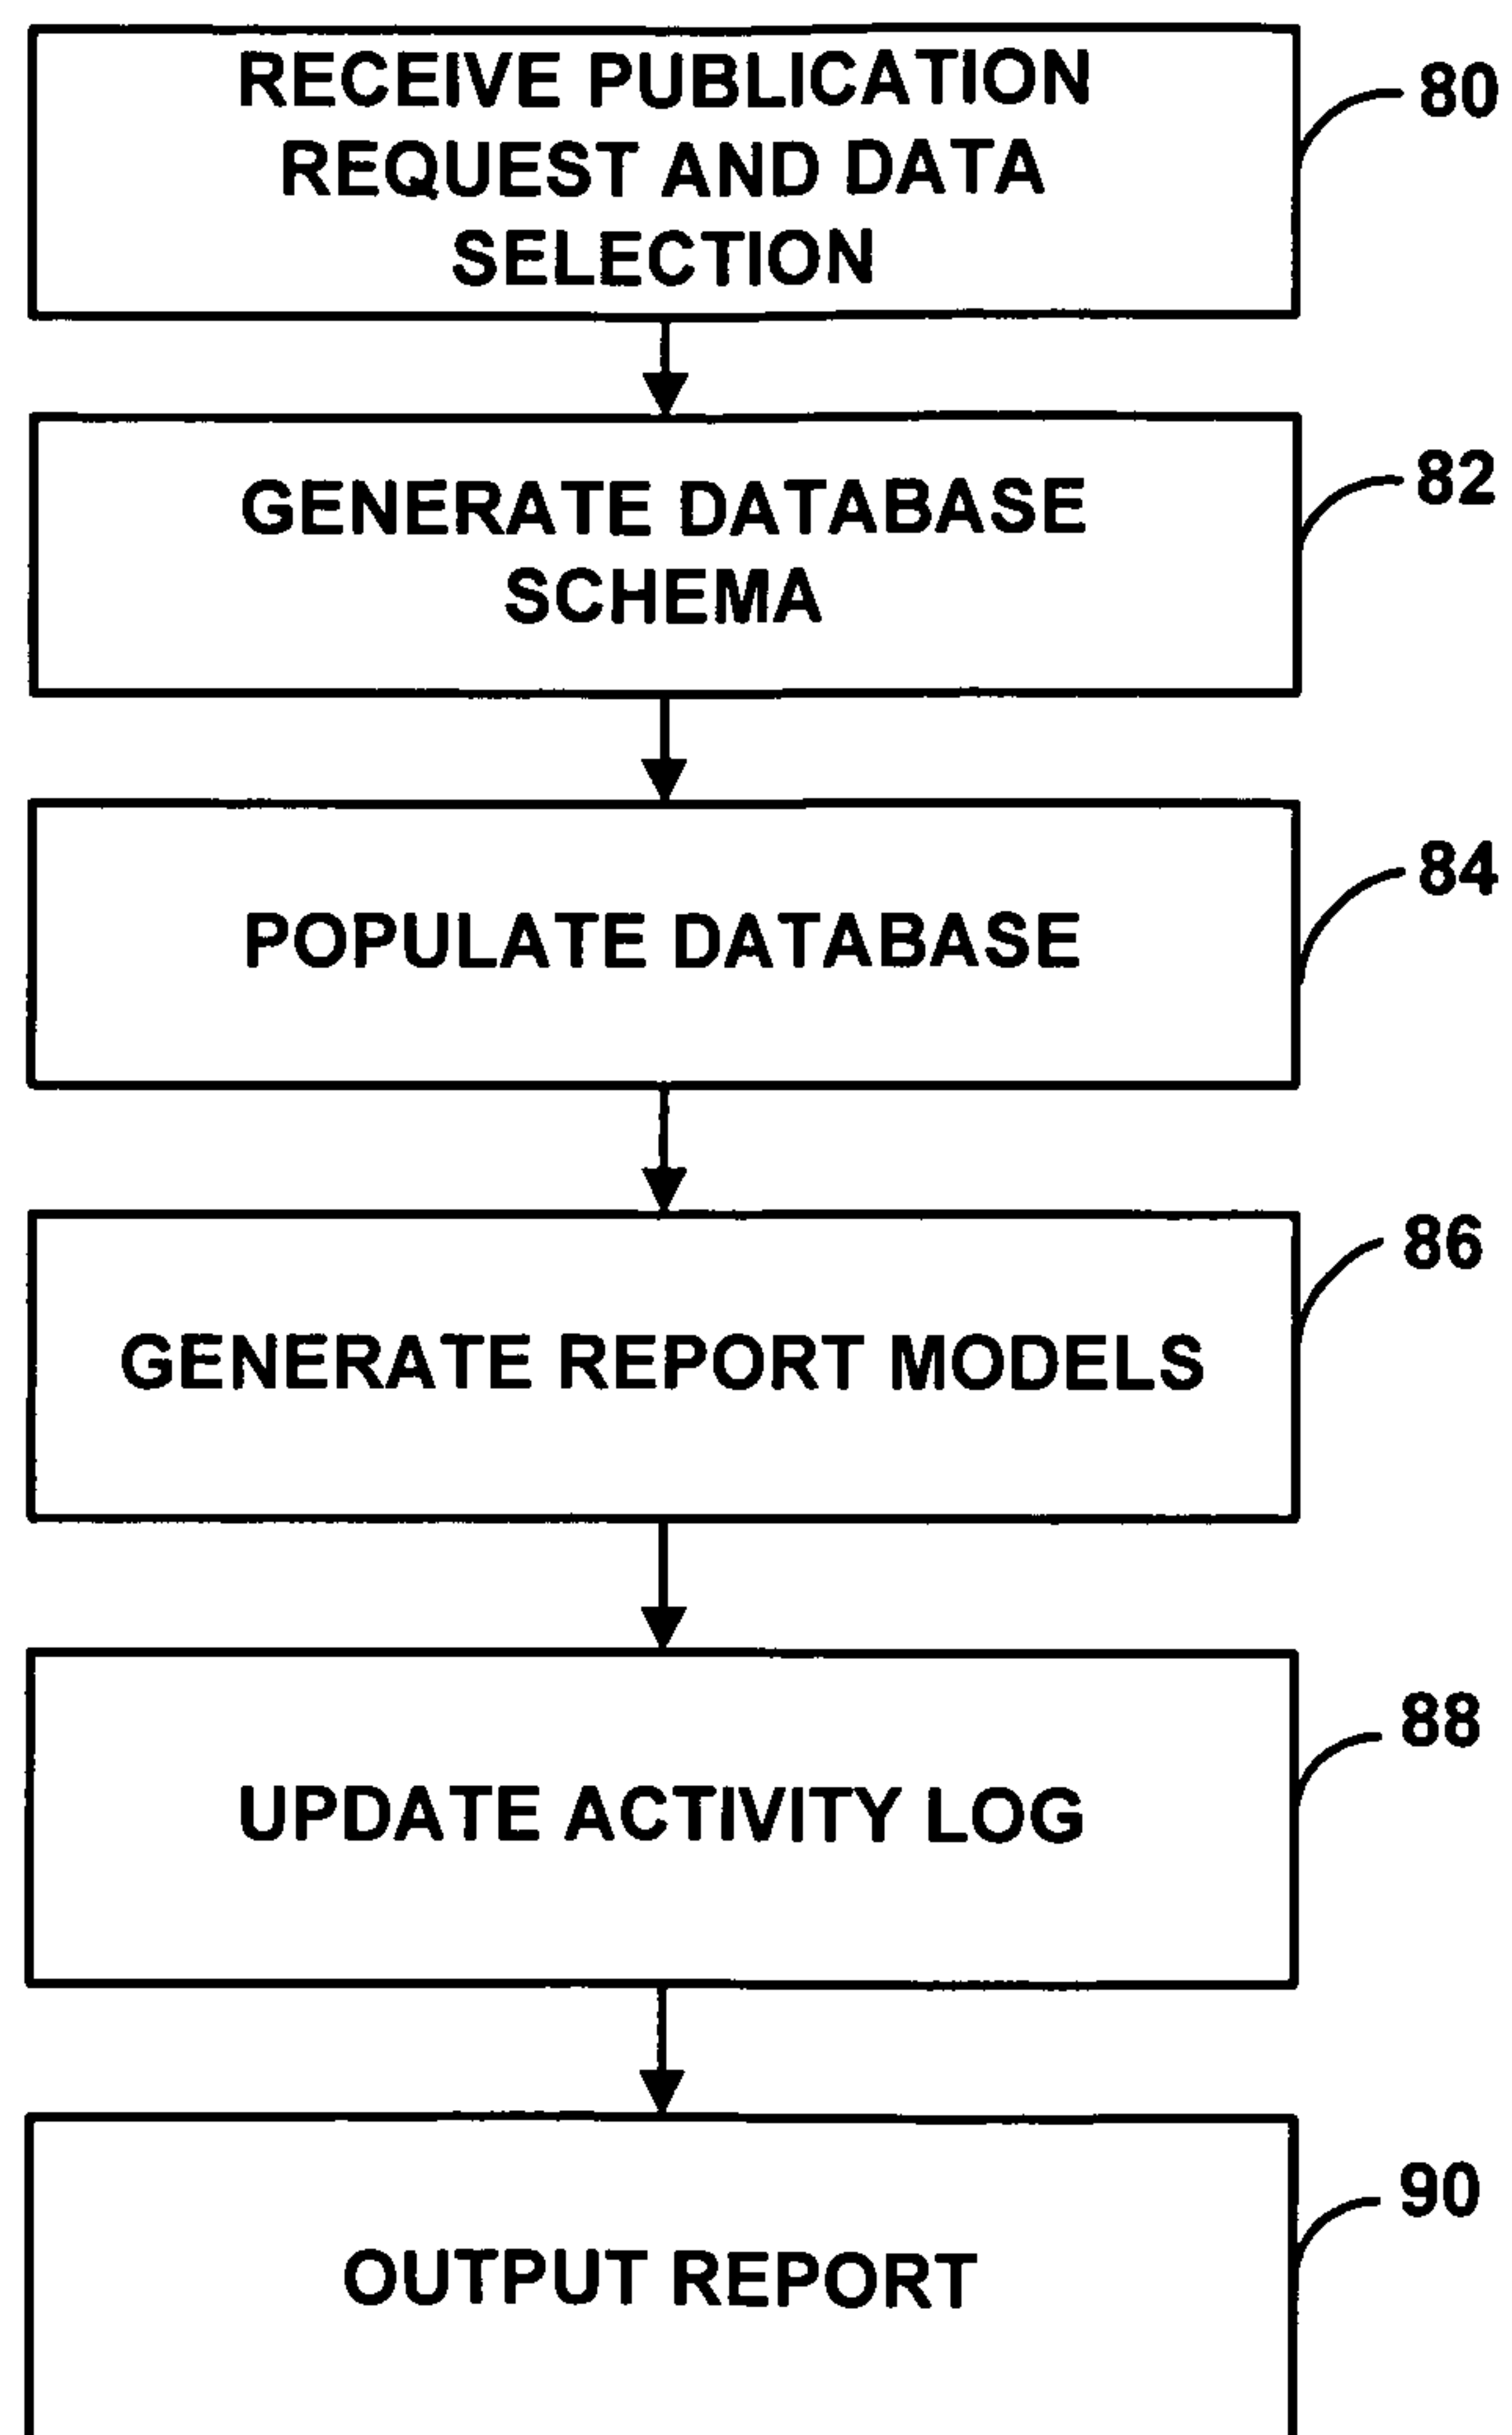 RECEIVE PUBLICATION
REQUEST AND DATA
SELECTION
80
GENERATE DATABASE
SCHEMA
82
POPULATE DATABASE
84
GENERATE REPORT MODELS
86
UPDATE ACTIVITY LOG
88
OUTPUT REPORT
90